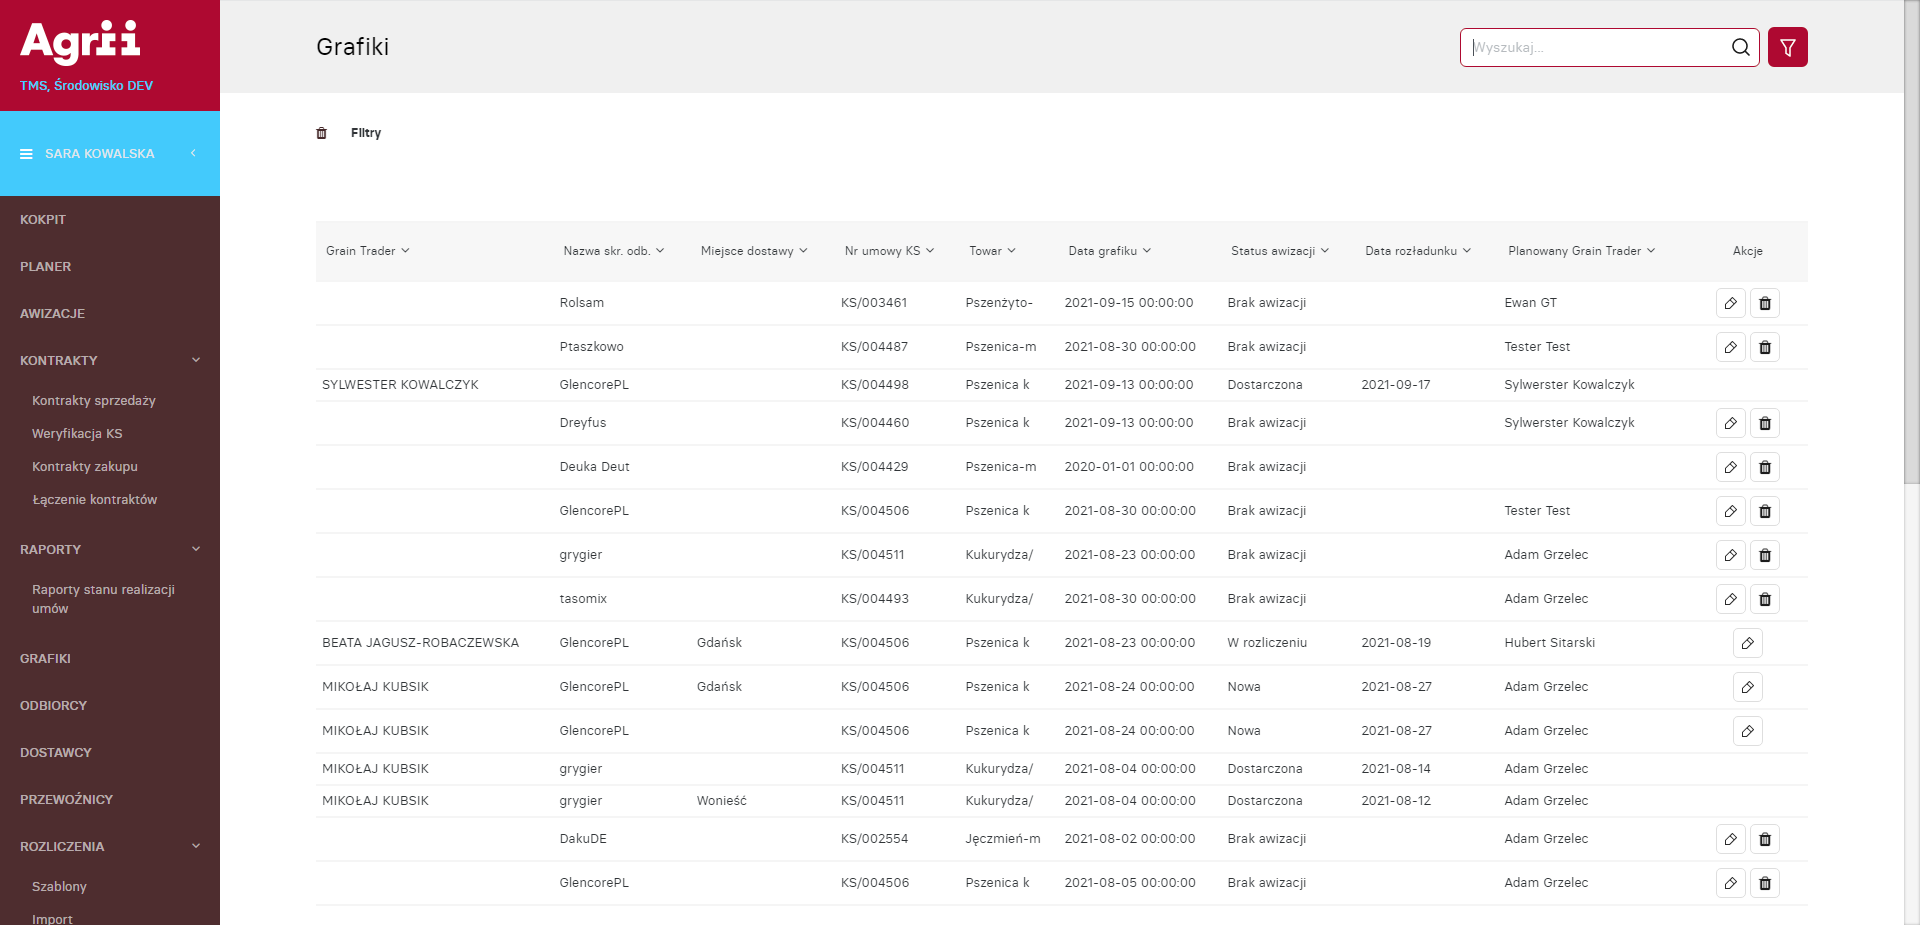 Agrii
TMS, Środowisko DEV
SARA KOWALSKA
KOKPIT
PLANER
AWIZACJE
KONTRAKTY
Kontrakty sprzedaży
Weryfikacja KS
Kontrakty zakupu
Łączenie kontraktów
RAPORTY
Raporty stanu realizacji
umów
GRAFIKI
ODBIORCY
DOSTAWCY
PRZEWOŹNICY
ROZLICZENIA
Szablony
Import
Grafiki
Wyszukaj...
Filtry
Grain Trader Nazwa skr. odb. Miejsce dostawy Nr umowy KS Towar Data grafiku Status awizacji Data rozładunku Planowany Grain Trader Akcje
Rolsam KS/003461 Pszenżyto- 2021-09-15 00:00:00 Brak awizacji Ewan GT
Ptaszkowo KS/004487 Pszenica-m 2021-08-30 00:00:00 Brak awizacji Tester Test
SYLWESTER KOWALCZYK GlencorePL KS/004498 Pszenica k 2021-09-13 00:00:00 Dostarczona 2021-09-17 Sylwerster Kowalczyk
Dreyfus KS/004460 Pszenica k 2021-09-13 00:00:00 Brak awizacji Sylwerster Kowalczyk
Deuka Deut KS/004429 Pszenica-m 2020-01-01 00:00:00 Brak awizacji
GlencorePL KS/004506 Pszenica k 2021-08-30 00:00:00 Brak awizacji Tester Test
grygier KS/004511 Kukurydza/ 2021-08-23 00:00:00 Brak awizacji Adam Grzelec
tasomix KS/004493 Kukurydza/ 2021-08-30 00:00:00 Brak awizacji Adam Grzelec
BEATA JAGUSZ-ROBACZEWSKA GlencorePL Gdańsk KS/004506 Pszenica k 2021-08-23 00:00:00 W rozliczeniu 2021-08-19 Hubert Sitarski
MIKOŁAJ KUBSIK GlencorePL Gdańsk KS/004506 Pszenica k 2021-08-24 00:00:00 Nowa 2021-08-27 Adam Grzelec
MIKOŁAJ KUBSIK GlencorePL KS/004506 Pszenica k 2021-08-24 00:00:00 Nowa 2021-08-27 Adam Grzelec
MIKOŁAJ KUBSIK grygier KS/004511 Kukurydza/ 2021-08-04 00:00:00 Dostarczona 2021-08-14 Adam Grzelec
MIKOŁAJ KUBSIK grygier Wonieść KS/004511 Kukurydza/ 2021-08-04 00:00:00 Dostarczona 2021-08-12 Adam Grzelec
DakuDE KS/002554 Jęczmień-m 2021-08-02 00:00:00 Brak awizacji Adam Grzelec
GlencorePL KS/004506 Pszenica k 2021-08-05 00:00:00 Brak awizacji Adam Grzelec